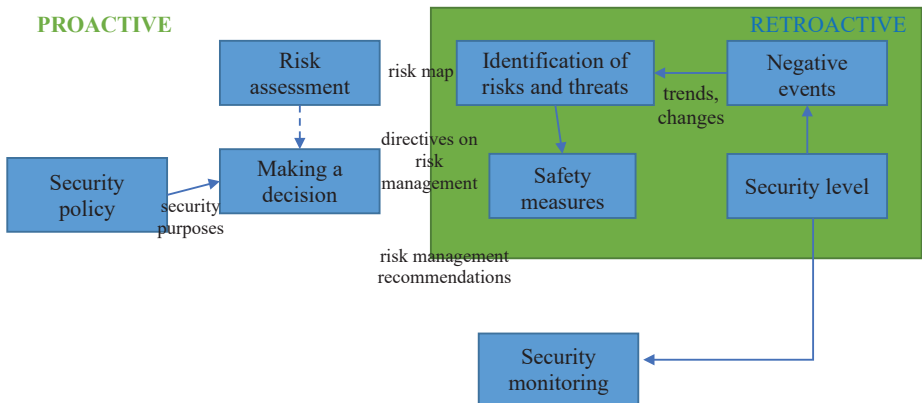 PROACTIVE
RETROACTIVE
Risk
assessment
risk map
Identification of
risks and threats
Negative
events
trends,
changes
directives on
risk
management
Security
policy
security
purposes
Making a
decision
Safety
measures
Security level
risk management
recommendations
Security
monitoring